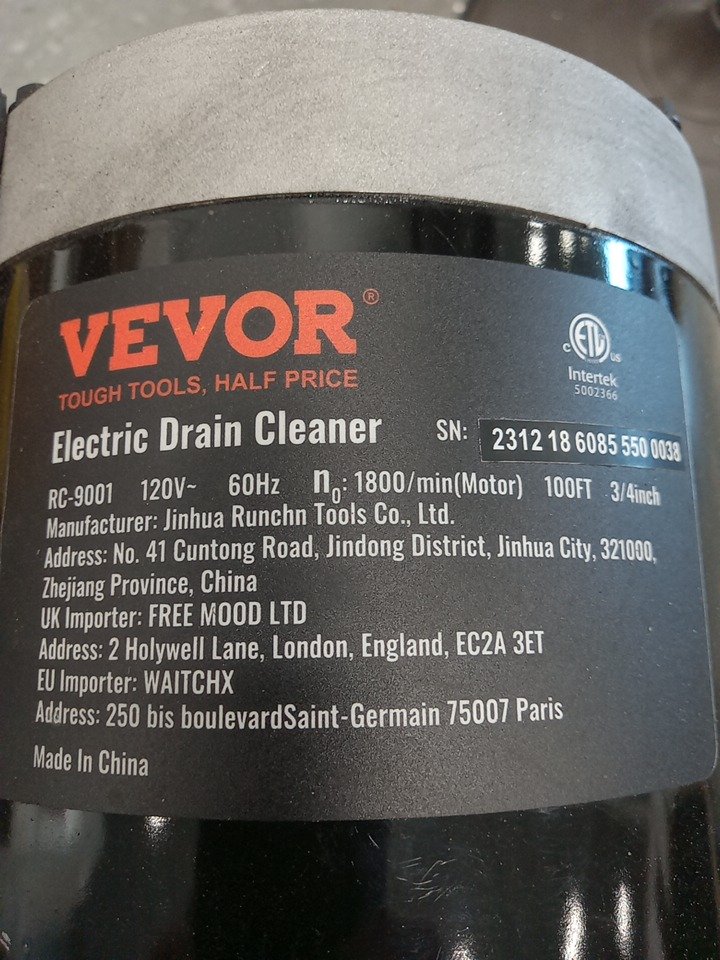 VEVOR®
TOUGH TOOLS, HALF PRICE
c ETL us
Intertek
5002366
Electric Drain Cleaner
SN: 2312 18 6085 550 0038
RC-9001 120V~ 60Hz n₀: 1800/min(Motor) 100FT 3/4inch
Manufacturer: Jinhua Runchn Tools Co., Ltd.
Address: No. 41 Cuntong Road, Jindong District, Jinhua City, 321000,
Zhejiang Province, China
UK Importer: FREE MOOD LTD
Address: 2 Holywell Lane, London, England, EC2A 3ET
EU Importer: WAITCHX
Address: 250 bis boulevardSaint-Germain 75007 Paris
Made In China